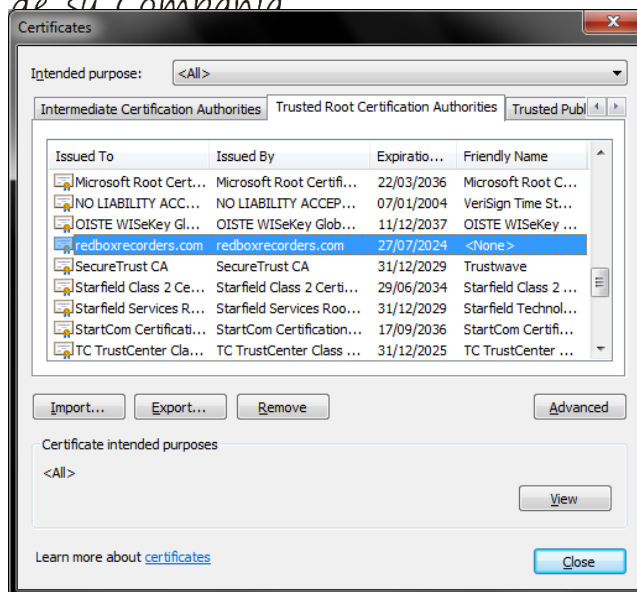 de su Compañía
Certificates
Intended purpose: <All>
Intermediate Certification Authorities Trusted Root Certification Authorities Trusted Publ
Issued To Issued By Expiratio... Friendly Name
Microsoft Root Cert... Microsoft Root Certifi... 22/03/2036 Microsoft Root C...
NO LIABILITY ACC... NO LIABILITY ACCEP... 07/01/2004 VeriSign Time St...
OISTE WISeKey Gl... OISTE WISeKey Glob... 11/12/2037 OISTE WISeKey ...
redboxrecorders.com redboxrecorders.com 27/07/2024 <None>
SecureTrust CA SecureTrust CA 31/12/2029 Trustwave
Starfield Class 2 Ce... Starfield Class 2 Certi... 29/06/2034 Starfield Class 2 ...
Starfield Services R... Starfield Services Roo... 31/12/2029 Starfield Technol...
StartCom Certificati... StartCom Certification... 17/09/2036 StartCom Certifi...
TC TrustCenter Cla... TC TrustCenter Class ... 31/12/2025 TC TrustCenter ...
Import... Export... Remove Advanced
Certificate intended purposes
<All>
View
Learn more about certificates
Close